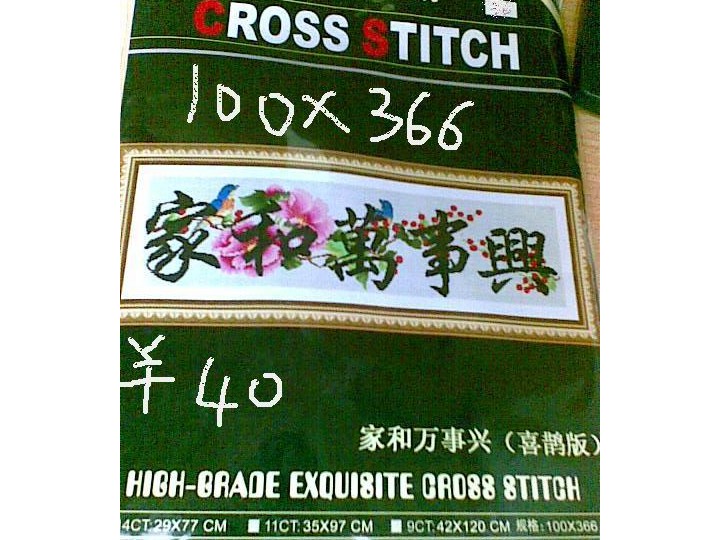 CROSS STITCH
100X366
家和萬事興
￥40
家和万事兴（喜鹊版）
HIGH-GRADE EXQUISITE CROSS STITCH
4CT:29X77 CM ■ 11CT:35X97 CM ■ 9CT:42X120 CM 规格:100X366